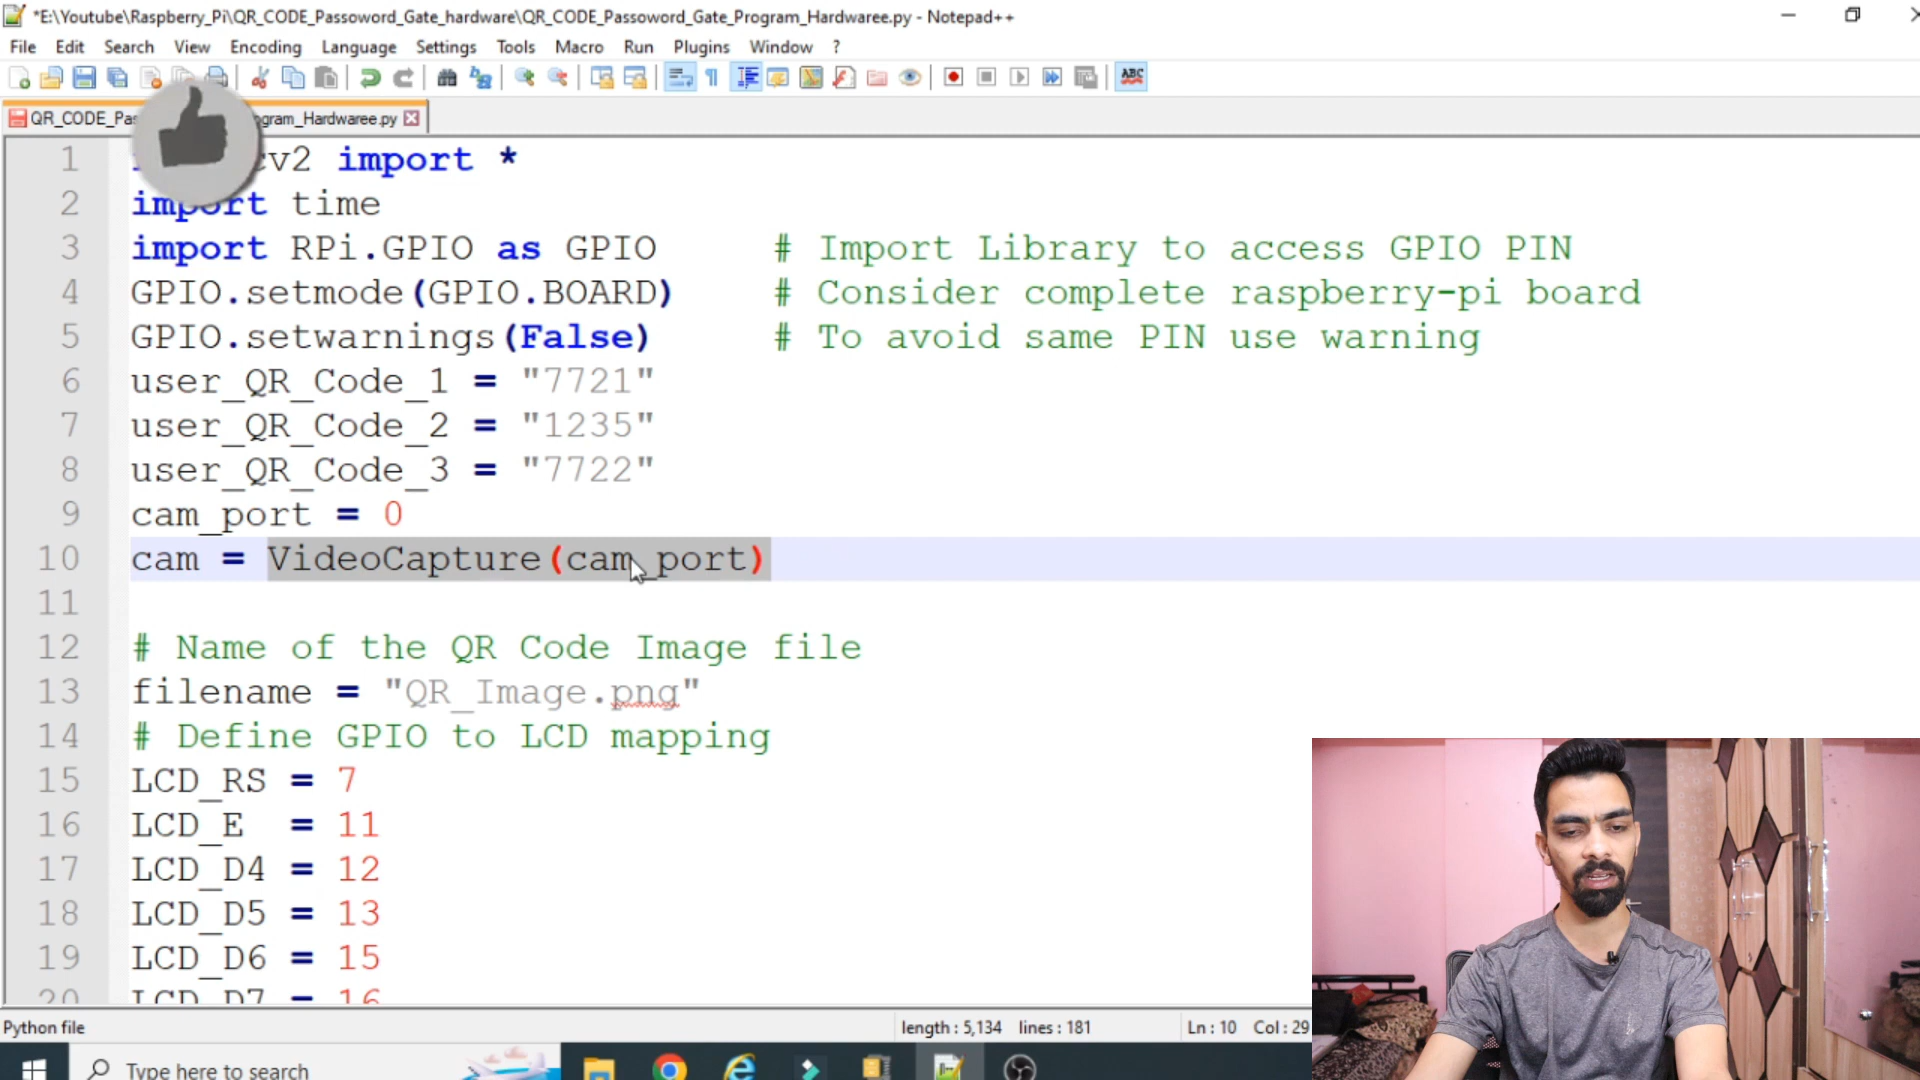 *E:\Youtube\Raspberry_Pi\QR_CODE_Passoword_Gate_hardware\QR_CODE_Passoword_Gate_Program_Hardwaree.py - Notepad++
File Edit Search View Encoding Language Settings Tools Macro Run Plugins Window ?
ABC
QR_CODE_Pas gram_Hardwaree.py
1 cv2 import *
2 import time
3 import RPi.GPIO as GPIO # Import Library to access GPIO PIN
4 GPIO.setmode(GPIO.BOARD) # Consider complete raspberry-pi board
5 GPIO.setwarnings(False) # To avoid same PIN use warning
6 user_QR_Code_1 = "7721"
7 user_QR_Code_2 = "1235"
8 user_QR_Code_3 = "7722"
9 cam_port = 0
10 cam = VideoCapture(cam_port)
11
12 # Name of the QR Code Image file
13 filename = "QR_Image.png"
14 # Define GPIO to LCD mapping
15 LCD_RS = 7
16 LCD_E = 11
17 LCD_D4 = 12
18 LCD_D5 = 13
19 LCD_D6 = 15
20 LCD_D7 = 16
Python file length : 5,134 lines : 181 Ln : 10 Col : 29
Type here to search